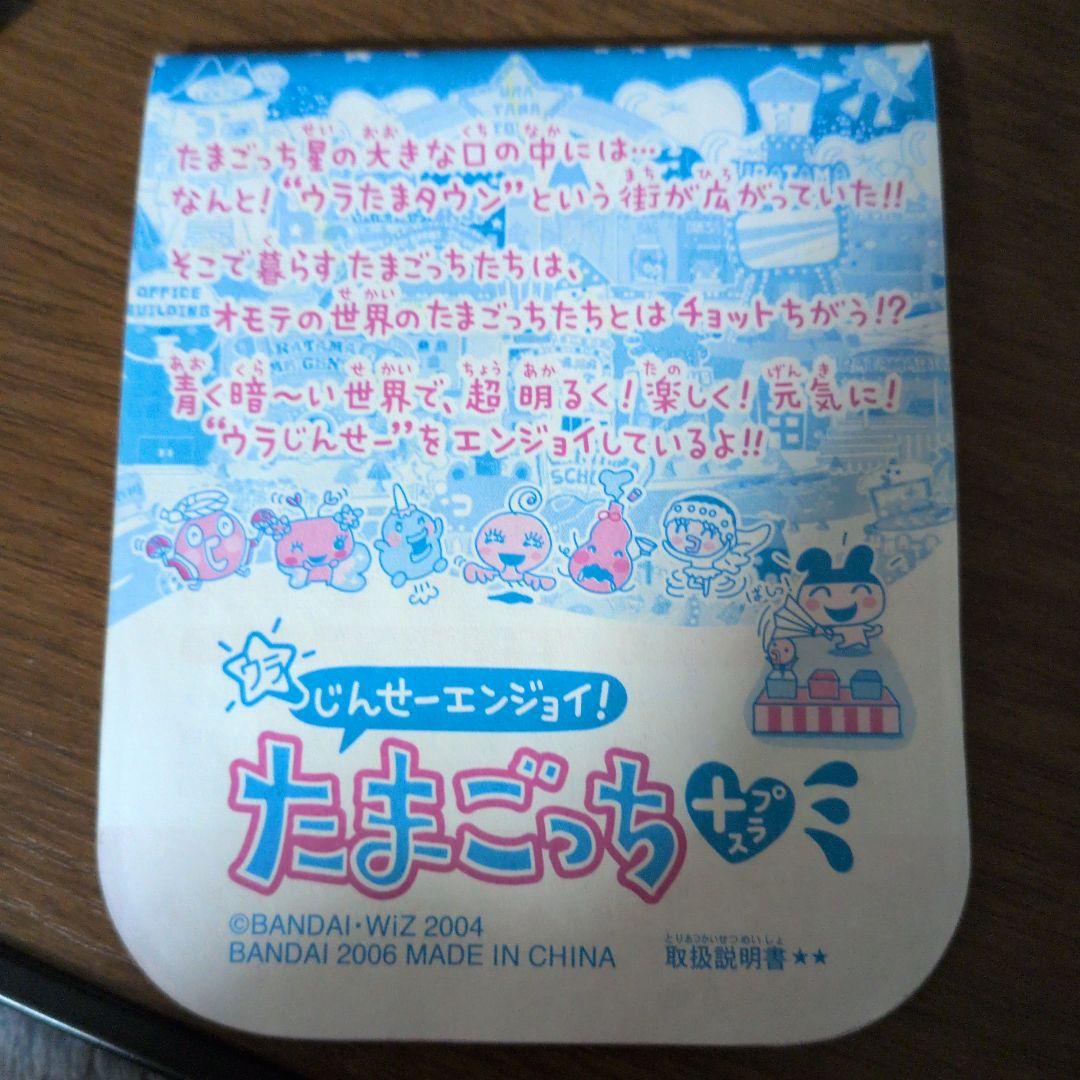 URA
TAMA
TO
たまごっち星の大きな口の中には…
なんと!“ウラたまタウン”という街が広がっていた!!
そこで暮らすたまごっちたちは、
OFFICE
BUILDING
オモテの世界のたまごっちたちとはチョットちがう!?
青く暗〜い世界で、超明るく!楽しく!元気に!
“ウラじんせー”をエンジョイしているよ!!
ばい!
ウラ
じんせーエンジョイ!
たまごっち
+プラス
©BANDAI・WiZ 2004
BANDAI 2006 MADE IN CHINA
取扱説明書★★